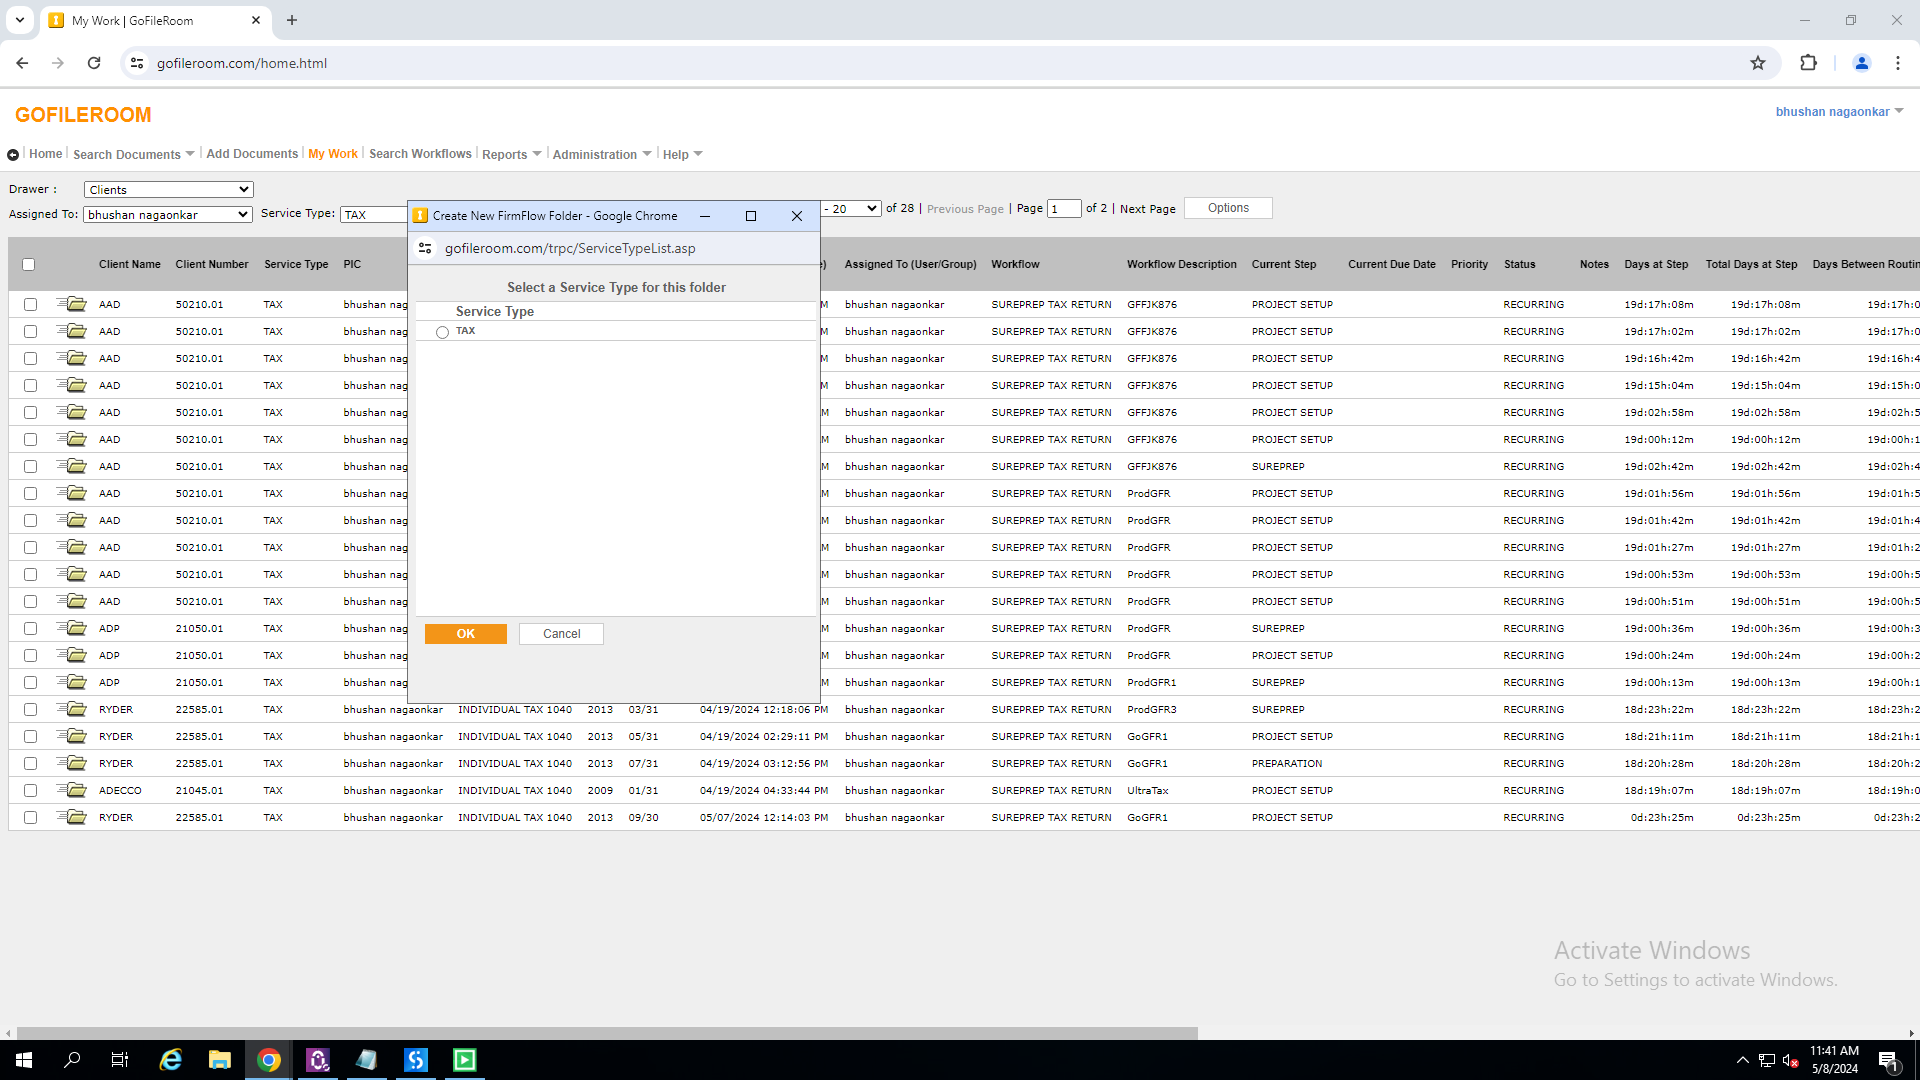 My Work | GoFileRoom
gofileroom.com/home.html
GOFILEROOM
bhushan nagaonkar
Home Search Documents Add Documents My Work Search Workflows Reports Administration Help
Drawer : Clients
Assigned To: bhushan nagaonkar Service Type: TAX - 20 of 28 | Previous Page | Page 1 of 2 | Next Page Options
Create New FirmFlow Folder - Google Chrome
gofileroom.com/trpc/ServiceTypeList.asp
Select a Service Type for this folder
Service Type
TAX
OK Cancel
Client Name Client Number Service Type PIC Assigned To (User/Group) Workflow Workflow Description Current Step Current Due Date Priority Status Notes Days at Step Total Days at Step Days Between Routin
AAD 50210.01 TAX bhushan nag M bhushan nagaonkar SUREPREP TAX RETURN GFFJK876 PROJECT SETUP RECURRING 19d:17h:08m 19d:17h:08m 19d:17h:0
AAD 50210.01 TAX bhushan nag M bhushan nagaonkar SUREPREP TAX RETURN GFFJK876 PROJECT SETUP RECURRING 19d:17h:02m 19d:17h:02m 19d:17h:0
AAD 50210.01 TAX bhushan nag M bhushan nagaonkar SUREPREP TAX RETURN GFFJK876 PROJECT SETUP RECURRING 19d:16h:42m 19d:16h:42m 19d:16h:4
AAD 50210.01 TAX bhushan nag M bhushan nagaonkar SUREPREP TAX RETURN GFFJK876 PROJECT SETUP RECURRING 19d:15h:04m 19d:15h:04m 19d:15h:0
AAD 50210.01 TAX bhushan nag M bhushan nagaonkar SUREPREP TAX RETURN GFFJK876 PROJECT SETUP RECURRING 19d:02h:58m 19d:02h:58m 19d:02h:5
AAD 50210.01 TAX bhushan nag M bhushan nagaonkar SUREPREP TAX RETURN GFFJK876 PROJECT SETUP RECURRING 19d:00h:12m 19d:00h:12m 19d:00h:1
AAD 50210.01 TAX bhushan nag M bhushan nagaonkar SUREPREP TAX RETURN GFFJK876 SUREPREP RECURRING 19d:02h:42m 19d:02h:42m 19d:02h:4
AAD 50210.01 TAX bhushan nag M bhushan nagaonkar SUREPREP TAX RETURN ProdGFR PROJECT SETUP RECURRING 19d:01h:56m 19d:01h:56m 19d:01h:5
AAD 50210.01 TAX bhushan nag M bhushan nagaonkar SUREPREP TAX RETURN ProdGFR PROJECT SETUP RECURRING 19d:01h:42m 19d:01h:42m 19d:01h:4
AAD 50210.01 TAX bhushan nag M bhushan nagaonkar SUREPREP TAX RETURN ProdGFR PROJECT SETUP RECURRING 19d:01h:27m 19d:01h:27m 19d:01h:2
AAD 50210.01 TAX bhushan nag M bhushan nagaonkar SUREPREP TAX RETURN ProdGFR PROJECT SETUP RECURRING 19d:00h:53m 19d:00h:53m 19d:00h:5
AAD 50210.01 TAX bhushan nag M bhushan nagaonkar SUREPREP TAX RETURN ProdGFR PROJECT SETUP RECURRING 19d:00h:51m 19d:00h:51m 19d:00h:5
ADP 21050.01 TAX bhushan nag M bhushan nagaonkar SUREPREP TAX RETURN ProdGFR SUREPREP RECURRING 19d:00h:36m 19d:00h:36m 19d:00h:3
ADP 21050.01 TAX bhushan nag M bhushan nagaonkar SUREPREP TAX RETURN ProdGFR PROJECT SETUP RECURRING 19d:00h:24m 19d:00h:24m 19d:00h:2
ADP 21050.01 TAX bhushan nag M bhushan nagaonkar SUREPREP TAX RETURN ProdGFR1 SUREPREP RECURRING 19d:00h:13m 19d:00h:13m 19d:00h:1
RYDER 22585.01 TAX bhushan nagaonkar INDIVIDUAL TAX 1040 2013 03/31 04/19/2024 12:18:06 PM bhushan nagaonkar SUREPREP TAX RETURN ProdGFR3 SUREPREP RECURRING 18d:23h:22m 18d:23h:22m 18d:23h:2
RYDER 22585.01 TAX bhushan nagaonkar INDIVIDUAL TAX 1040 2013 05/31 04/19/2024 02:29:11 PM bhushan nagaonkar SUREPREP TAX RETURN GoGFR1 PROJECT SETUP RECURRING 18d:21h:11m 18d:21h:11m 18d:21h:1
RYDER 22585.01 TAX bhushan nagaonkar INDIVIDUAL TAX 1040 2013 07/31 04/19/2024 03:12:56 PM bhushan nagaonkar SUREPREP TAX RETURN GoGFR1 PREPARATION RECURRING 18d:20h:28m 18d:20h:28m 18d:20h:2
ADECCO 21045.01 TAX bhushan nagaonkar INDIVIDUAL TAX 1040 2009 01/31 04/19/2024 04:33:44 PM bhushan nagaonkar SUREPREP TAX RETURN UltraTax PROJECT SETUP RECURRING 18d:19h:07m 18d:19h:07m 18d:19h:0
RYDER 22585.01 TAX bhushan nagaonkar INDIVIDUAL TAX 1040 2013 09/30 05/07/2024 12:14:03 PM bhushan nagaonkar SUREPREP TAX RETURN GoGFR1 PROJECT SETUP RECURRING 0d:23h:25m 0d:23h:25m 0d:23h:2
Activate Windows
Go to Settings to activate Windows.
11:41 AM
5/8/2024
1